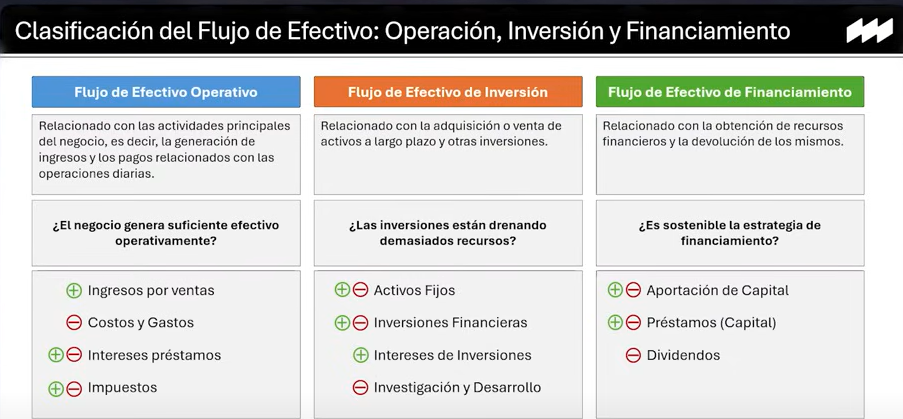 Clasificación del Flujo de Efectivo: Operación, Inversión y Financiamiento
Flujo de Efectivo Operativo
Relacionado con las actividades principales
del negocio, es decir, la generación de
ingresos y los pagos relacionados con las
operaciones diarias.
¿El negocio genera suficiente efectivo
operativamente?
Ingresos por ventas
Costos y Gastos
Intereses préstamos
Impuestos
Flujo de Efectivo de Inversión
Relacionado con la adquisición o venta de
activos a largo plazo y otras inversiones.
¿Las inversiones están drenando
demasiados recursos?
Activos Fijos
Inversiones Financieras
Intereses de Inversiones
Investigación y Desarrollo
Flujo de Efectivo de Financiamiento
Relacionado con la obtención de recursos
financieros y la devolución de los mismos.
¿Es sostenible la estrategia de
financiamiento?
Aportación de Capital
Préstamos (Capital)
Dividendos